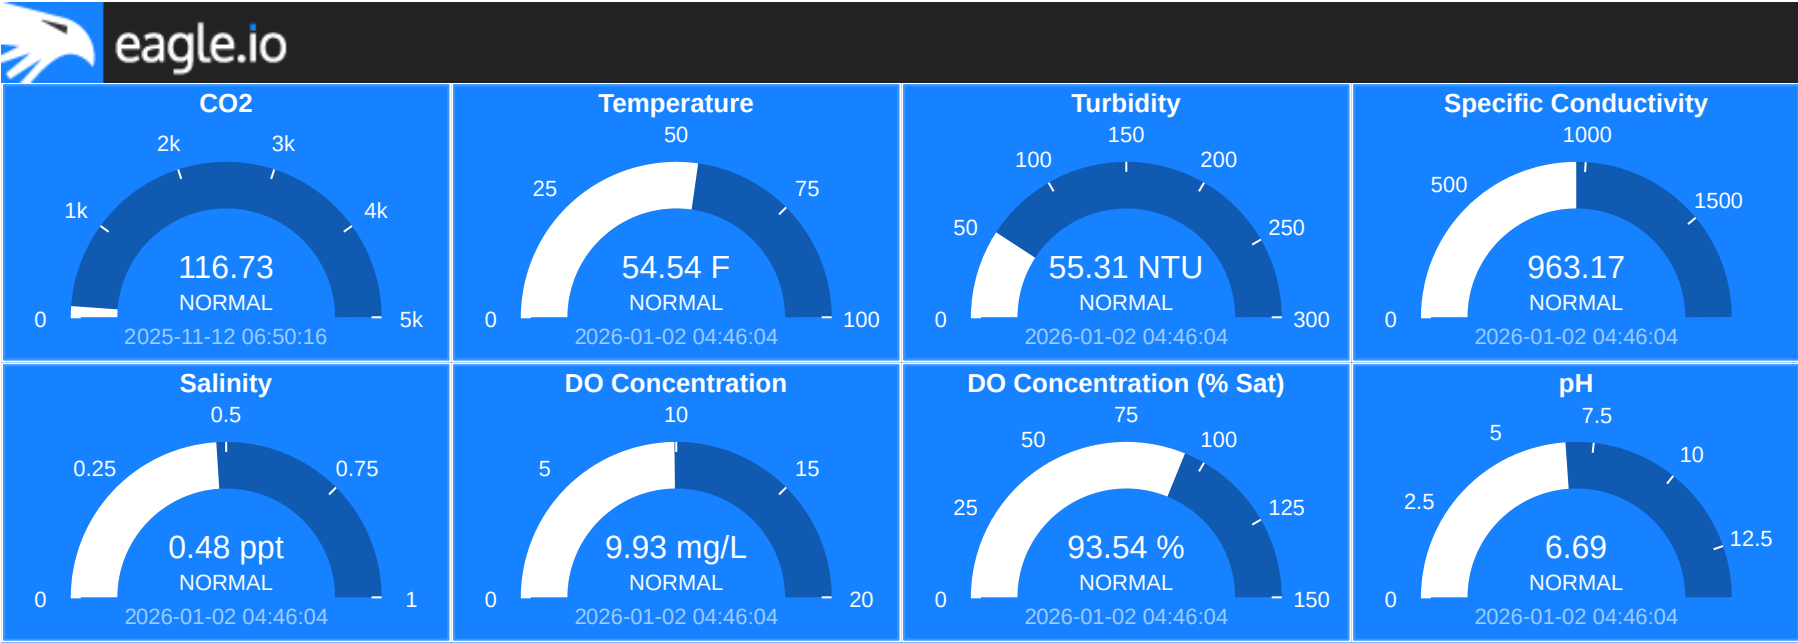 eagle.io
CO2
2k
3k
1k
4k
0
5k
116.73
NORMAL
2025-11-12 06:50:16
Temperature
50
25
75
0
100
54.54 F
NORMAL
2026-01-02 04:46:04
Turbidity
150
100
200
50
250
0
300
55.31 NTU
NORMAL
2026-01-02 04:46:04
Specific Conductivity
1000
500
1500
0
963.17
NORMAL
2026-01-02 04:46:04
Salinity
0.5
0.25
0.75
0
1
0.48 ppt
NORMAL
2026-01-02 04:46:04
DO Concentration
10
5
15
0
20
9.93 mg/L
NORMAL
2026-01-02 04:46:04
DO Concentration (% Sat)
75
50
100
25
125
0
150
93.54 %
NORMAL
2026-01-02 04:46:04
pH
7.5
5
10
2.5
12.5
0
6.69
NORMAL
2026-01-02 04:46:04